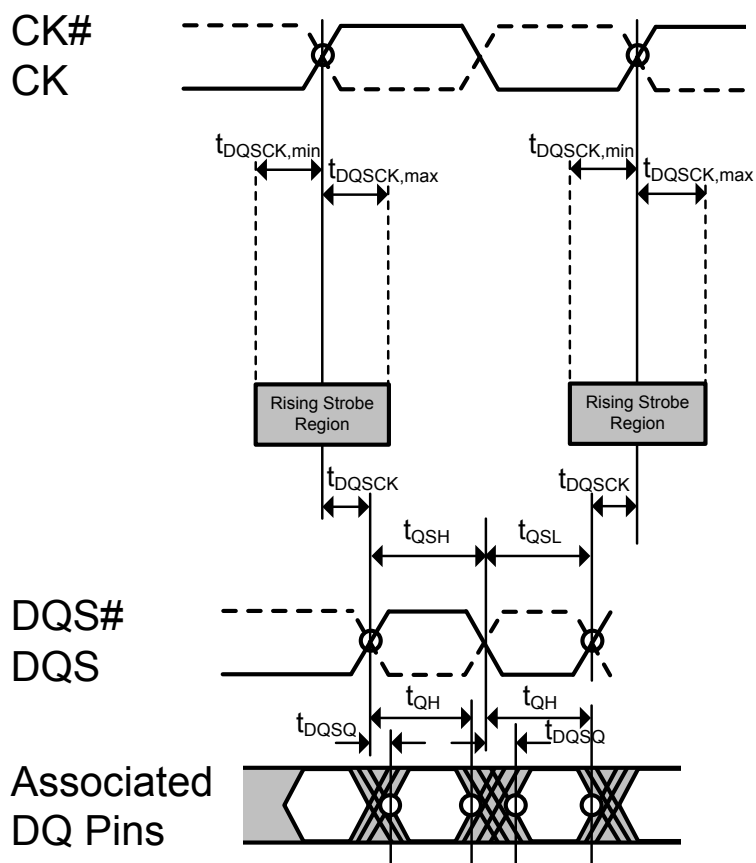 CK#
CK
tDQSCK,min
tDQSCK,max
tDQSCK,min
tDQSCK,max
Rising Strobe
Region
Rising Strobe
Region
tDQSCK
tDQSCK
tQSH
tQSL
DQS#
DQS
tQH
tQH
tDQSQ
tDQSQ
Associated
DQ Pins